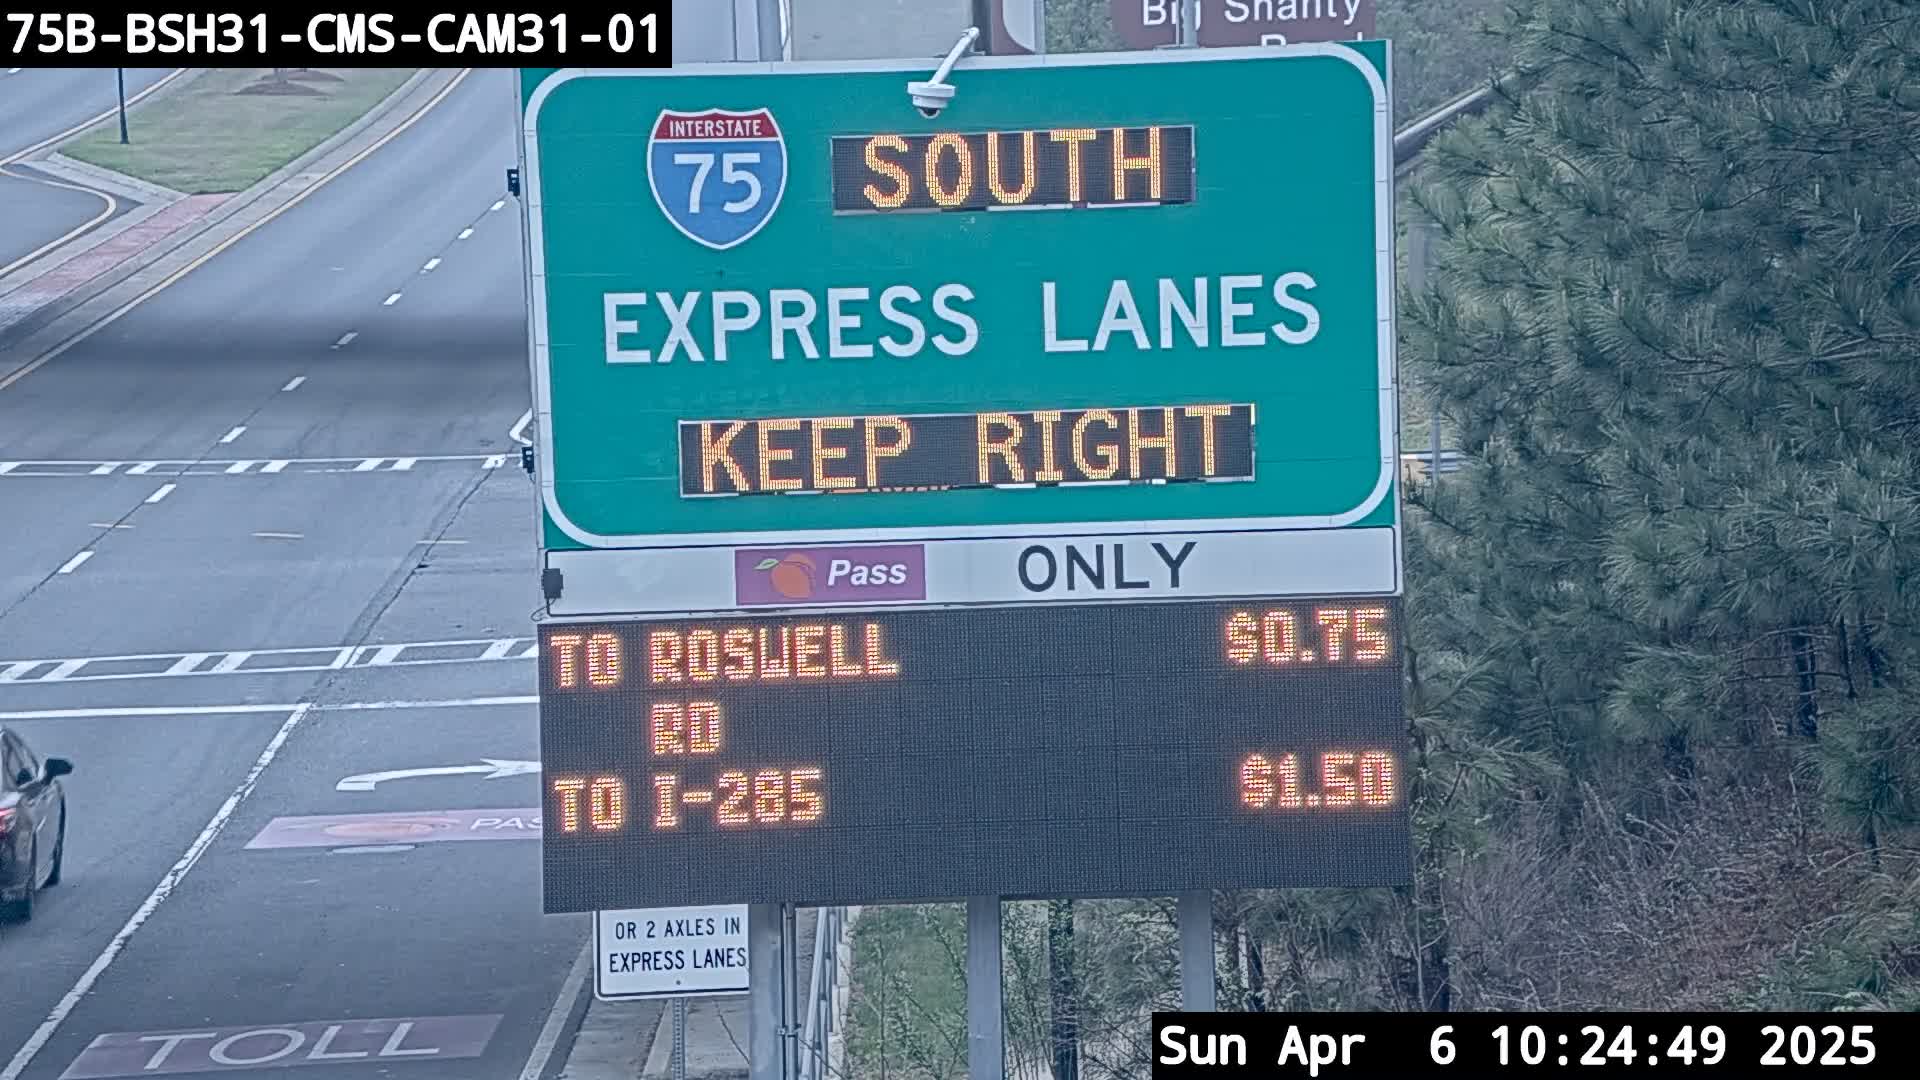 75B-BSH31-CMS-CAM31-01
Big Shanty
INTERSTATE
75
SOUTH
EXPRESS LANES
KEEP RIGHT
Pass ONLY
TO ROSWELL $0.75
RD
TO I-285 $1.50
OR 2 AXLES IN
EXPRESS LANES
TOLL
Sun Apr 6 10:24:49 2025